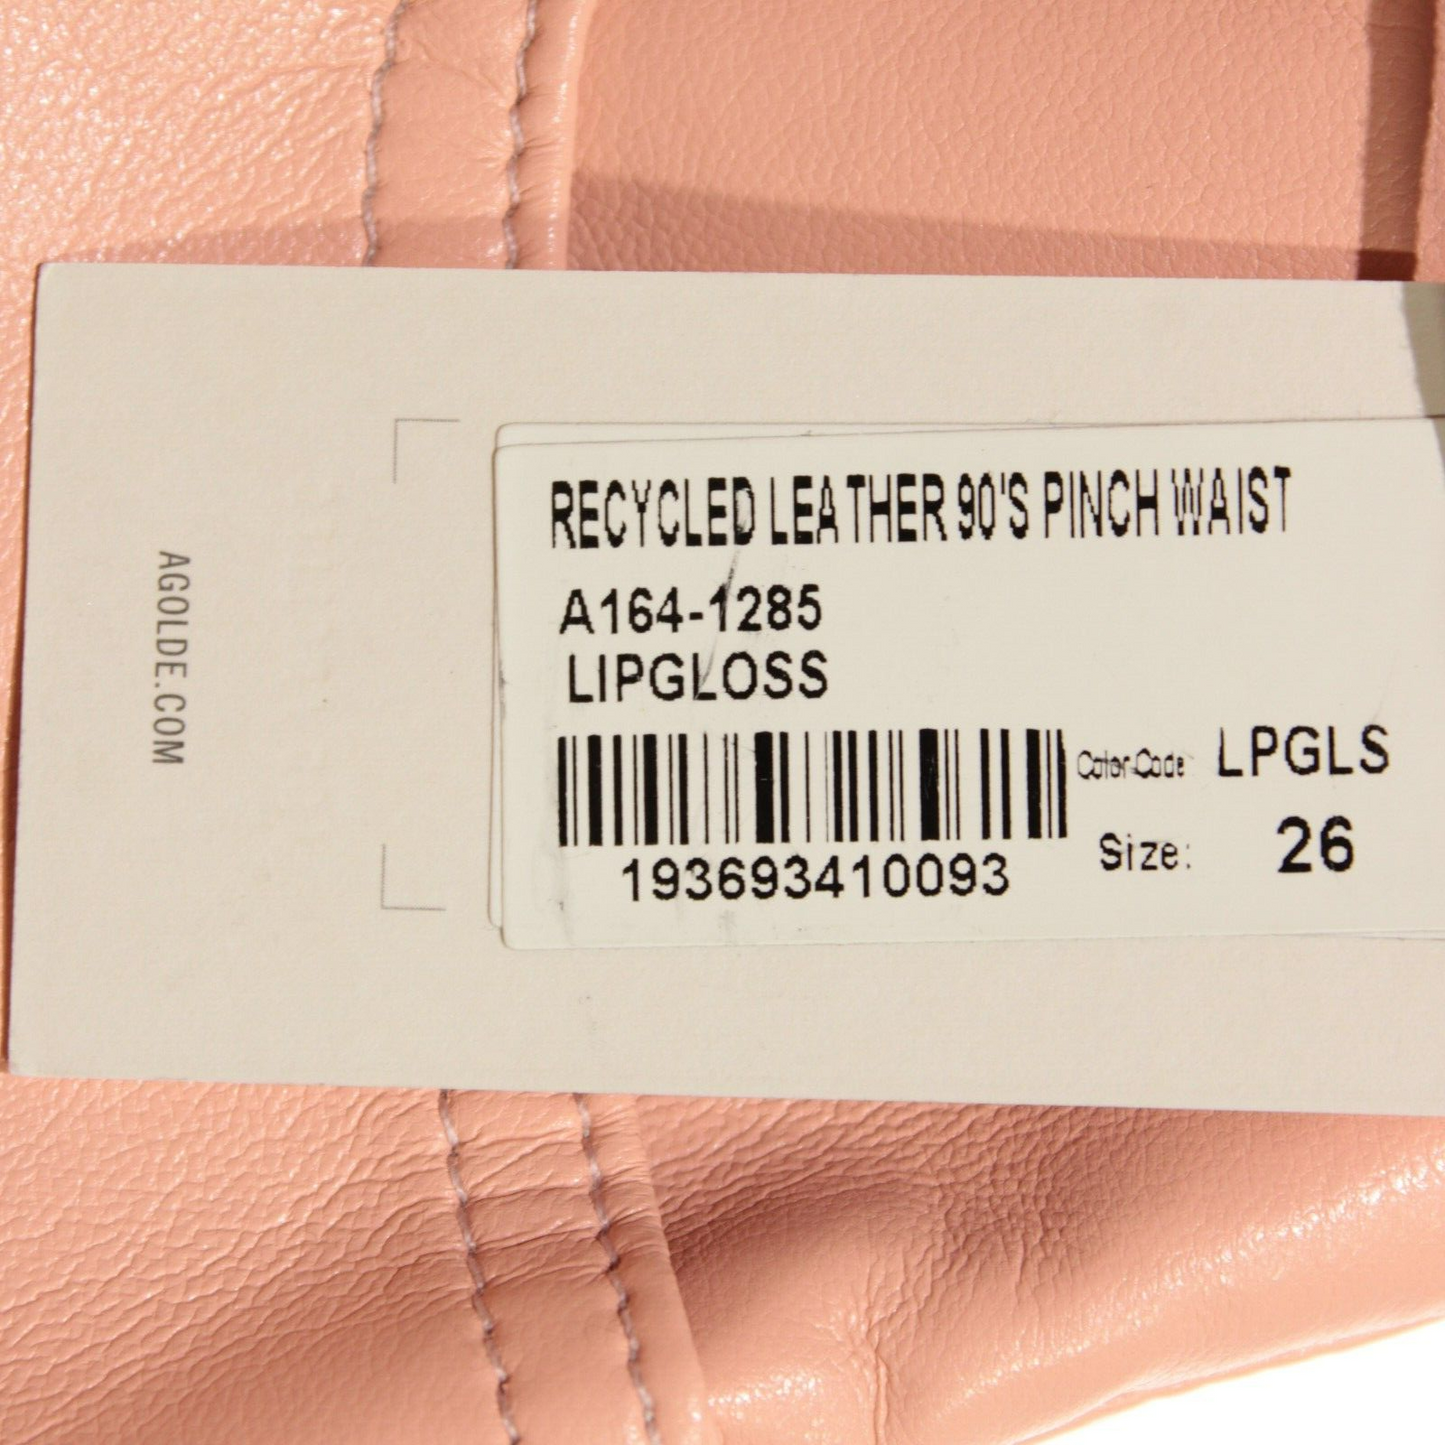 AGOLDE.COM
RECYCLED LEATHER 90'S PINCH WAIST
A164-1285
LIPGLOSS
Color Code: LPGLS
Size: 26
193693410093